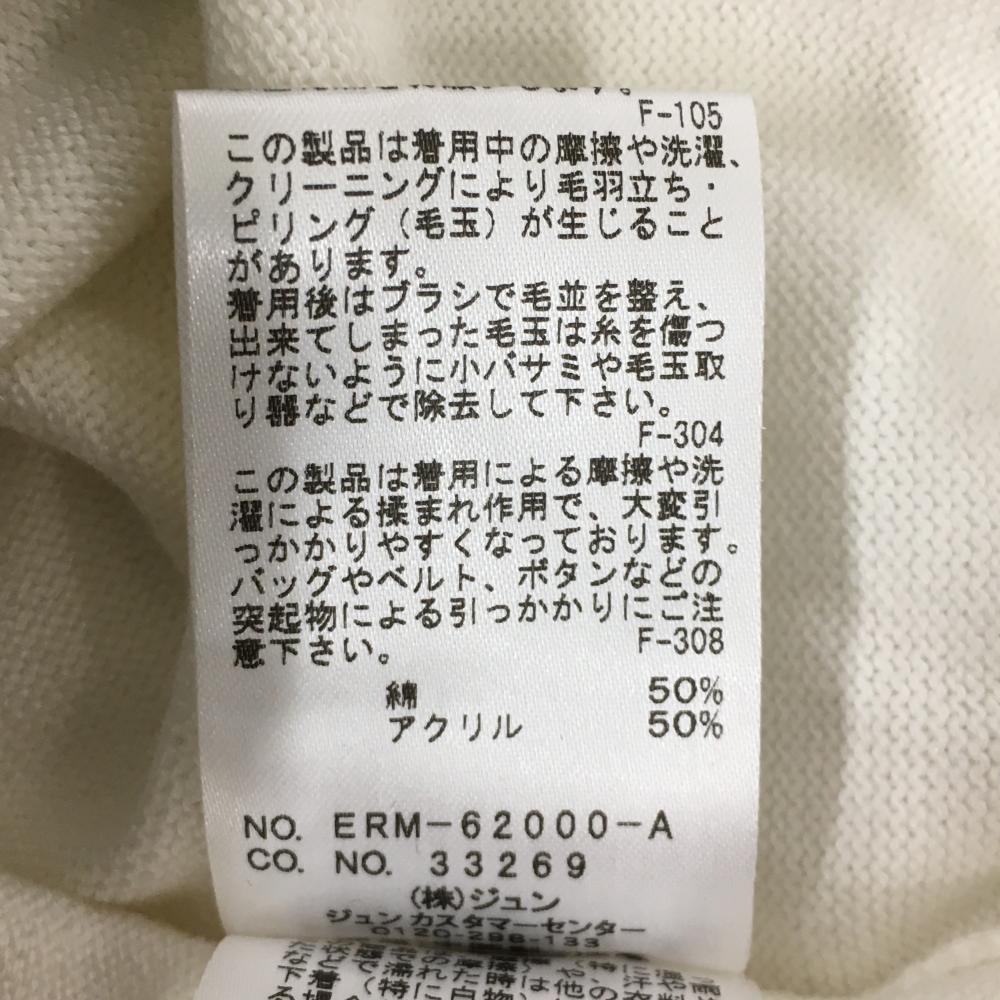 F-105
この製品は着用中の摩擦や洗濯、
クリーニングにより毛羽立ち・
ピリング（毛玉）が生じること
があります。
着用後はブラシで毛並を整え、
出来てしまった毛玉は糸を傷つ
けないように小バサミや毛玉取
り器などで除去して下さい。
F-304
この製品は着用による摩擦や洗
濯による揉まれ作用で、大変引
っかかりやすくなっております。
バッグやベルト、ボタンなどの
突起物による引っかかりにご注
意下さい。
F-308
綿 50%
アクリル 50%
NO. ERM-62000-A
CO. NO. 33269
(株)ジュン
ジュンカスタマーセンター
0120-298-133